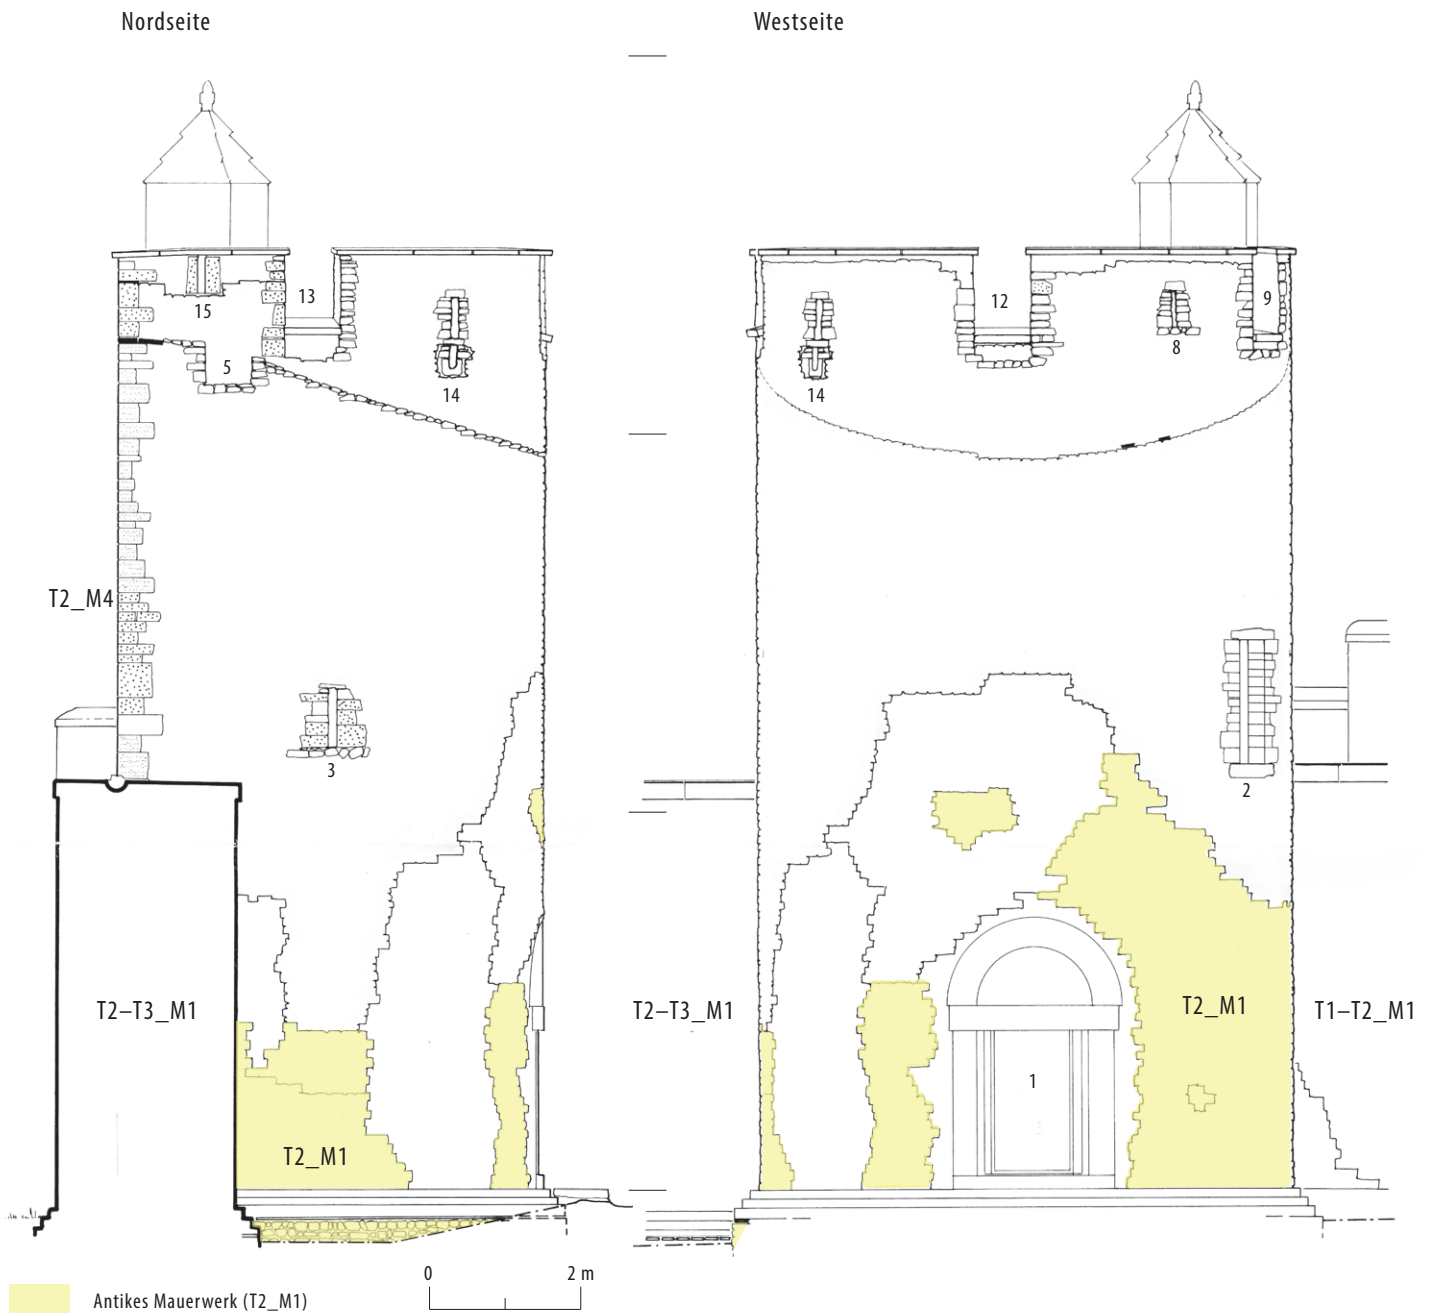 Nordseite
Westseite
13
15
5
14
12
9
8
14
T2_M4
3
2
T2–T3_M1
T2–T3_M1
T2_M1
T1–T2_M1
1
T2_M1
0 2 m
Antikes Mauerwerk (T2_M1)